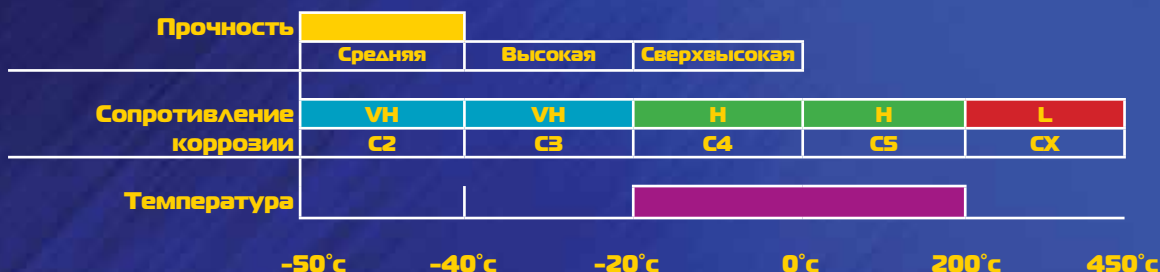 Прочность
Средняя Высокая Сверхвысокая
Сопротивление коррозии
VH VH H H L
C2 C3 C4 C5 CX
Температура
-50°c -40°c -20°c 0°c 200°c 450°c